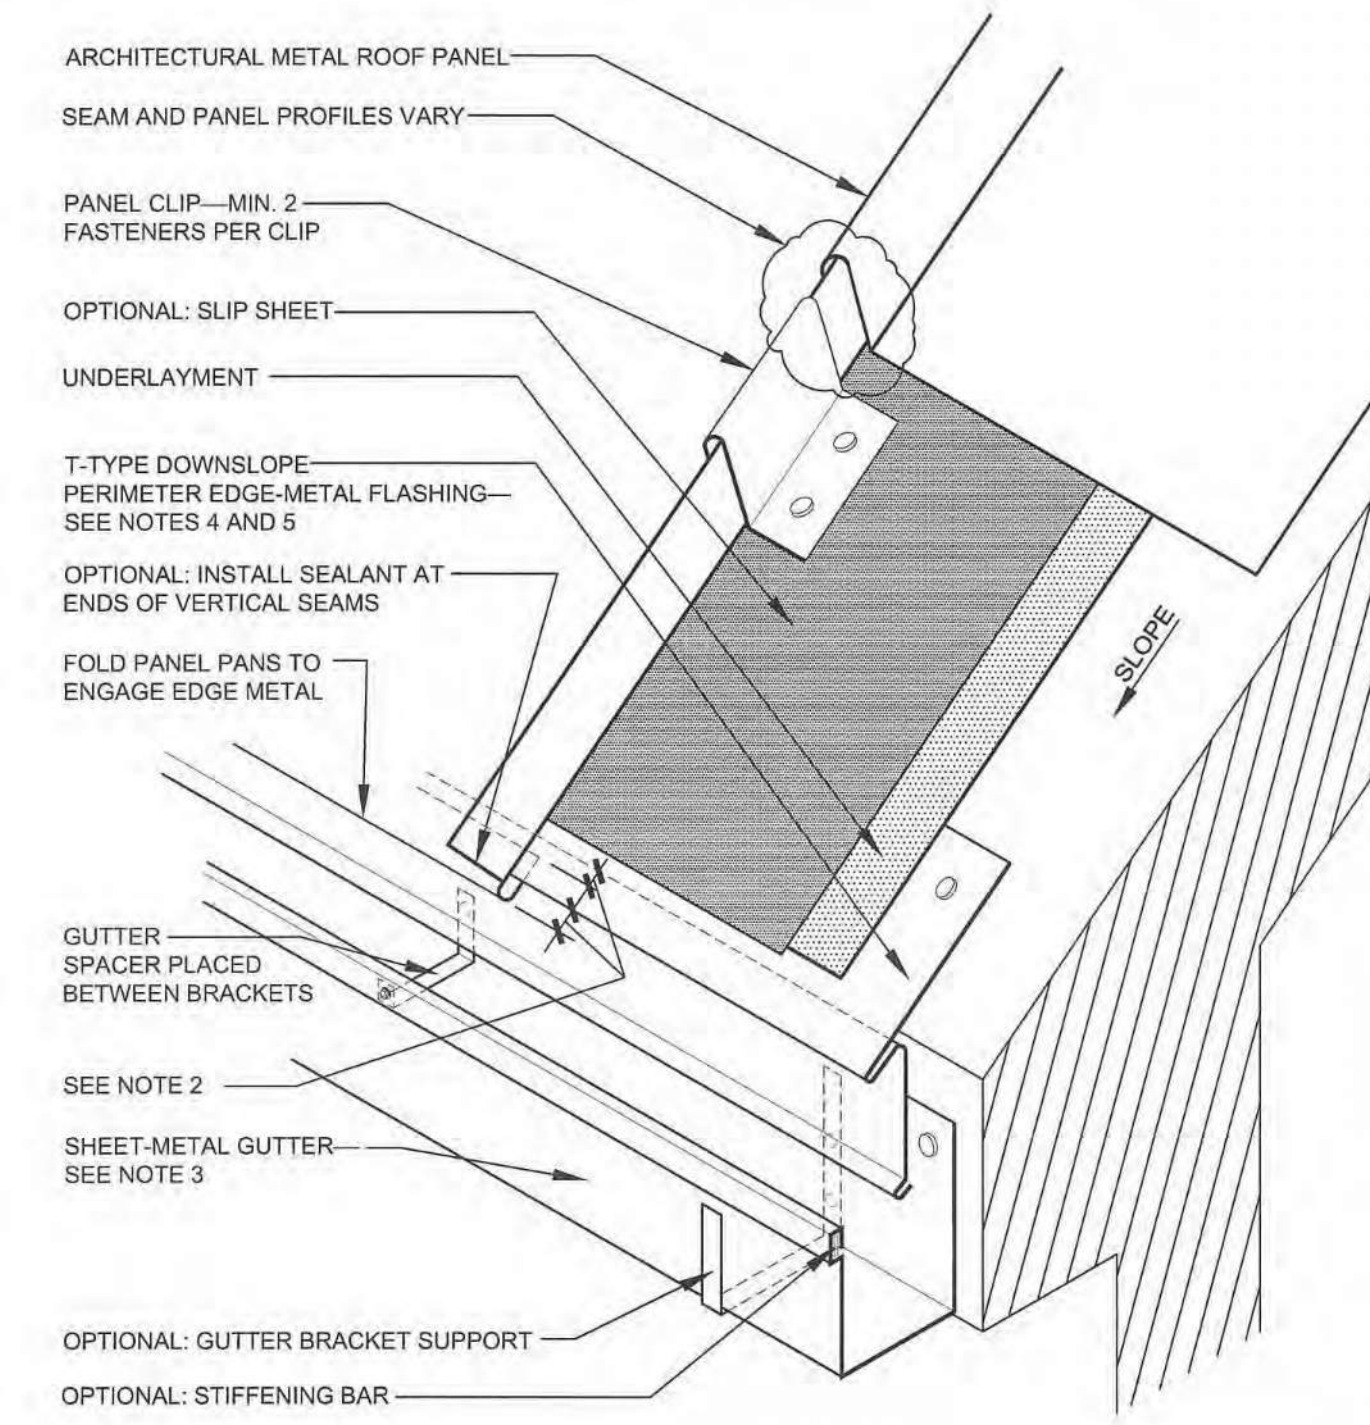 ARCHITECTURAL METAL ROOF PANEL
SEAM AND PANEL PROFILES VARY
PANEL CLIP—MIN. 2
FASTENERS PER CLIP
OPTIONAL: SLIP SHEET
UNDERLAYMENT
T-TYPE DOWNSLOPE
PERIMETER EDGE-METAL FLASHING—
SEE NOTES 4 AND 5
OPTIONAL: INSTALL SEALANT AT
ENDS OF VERTICAL SEAMS
FOLD PANEL PANS TO
ENGAGE EDGE METAL
SLOPE
GUTTER
SPACER PLACED
BETWEEN BRACKETS
SEE NOTE 2
SHEET-METAL GUTTER
SEE NOTE 3
OPTIONAL: GUTTER BRACKET SUPPORT
OPTIONAL: STIFFENING BAR